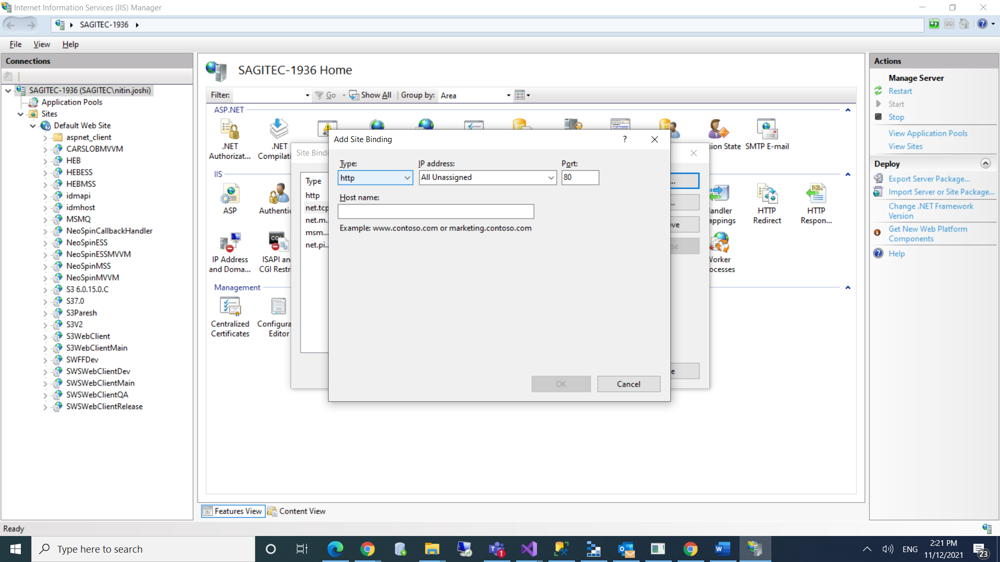 Internet Information Services (IIS) Manager
SAGITEC-1936
File View Help
Connections
SAGITEC-1936 (SAGITEC\nitin.joshi)
Application Pools
Sites
Default Web Site
aspnet_client
CARSLOBMVVM
HEB
HEBESS
HEBMSS
idmapi
idmhost
MSMQ
NeoSpinCallbackHandler
NeoSpinESS
NeoSpinESSMVVM
NeoSpinMSS
NeoSpinMVVM
S3 6.0.15.0.C
S37.0
S3Paresh
S3V2
S3WebClient
S3WebClientMain
SWFFDev
SWSWebClientDev
SWSWebClientMain
SWSWebClientQA
SWSWebClientRelease
SAGITEC-1936 Home
Filter: Go Show All Group by: Area
ASP.NET
.NET
Authorizat...
.NET
Compilati
ion State
SMTP E-mail
IIS
ASP
Authentic
andler
appings
HTTP
Redirect
HTTP
Respon...
IP Address
and Doma...
ISAPI an
CGI Restr
Worker
ocesses
Management
Centralized
Certificates
Configura
Editor
Site Bindi
Type
http
net.tcp
net.m..
msm...
net.pi..
...
...
ve
se
e
Add Site Binding
?
Type:
http
IP address:
All Unassigned
Port:
80
Host name:
Example: www.contoso.com or marketing.contoso.com
OK Cancel
Features View Content View
Actions
Manage Server
Restart
Start
Stop
View Application Pools
View Sites
Deploy
Export Server Package...
Import Server or Site Package...
Change .NET Framework
Version
Get New Web Platform
Components
Help
Ready
Type here to search
1
ENG
2:21 PM
11/12/2021
23